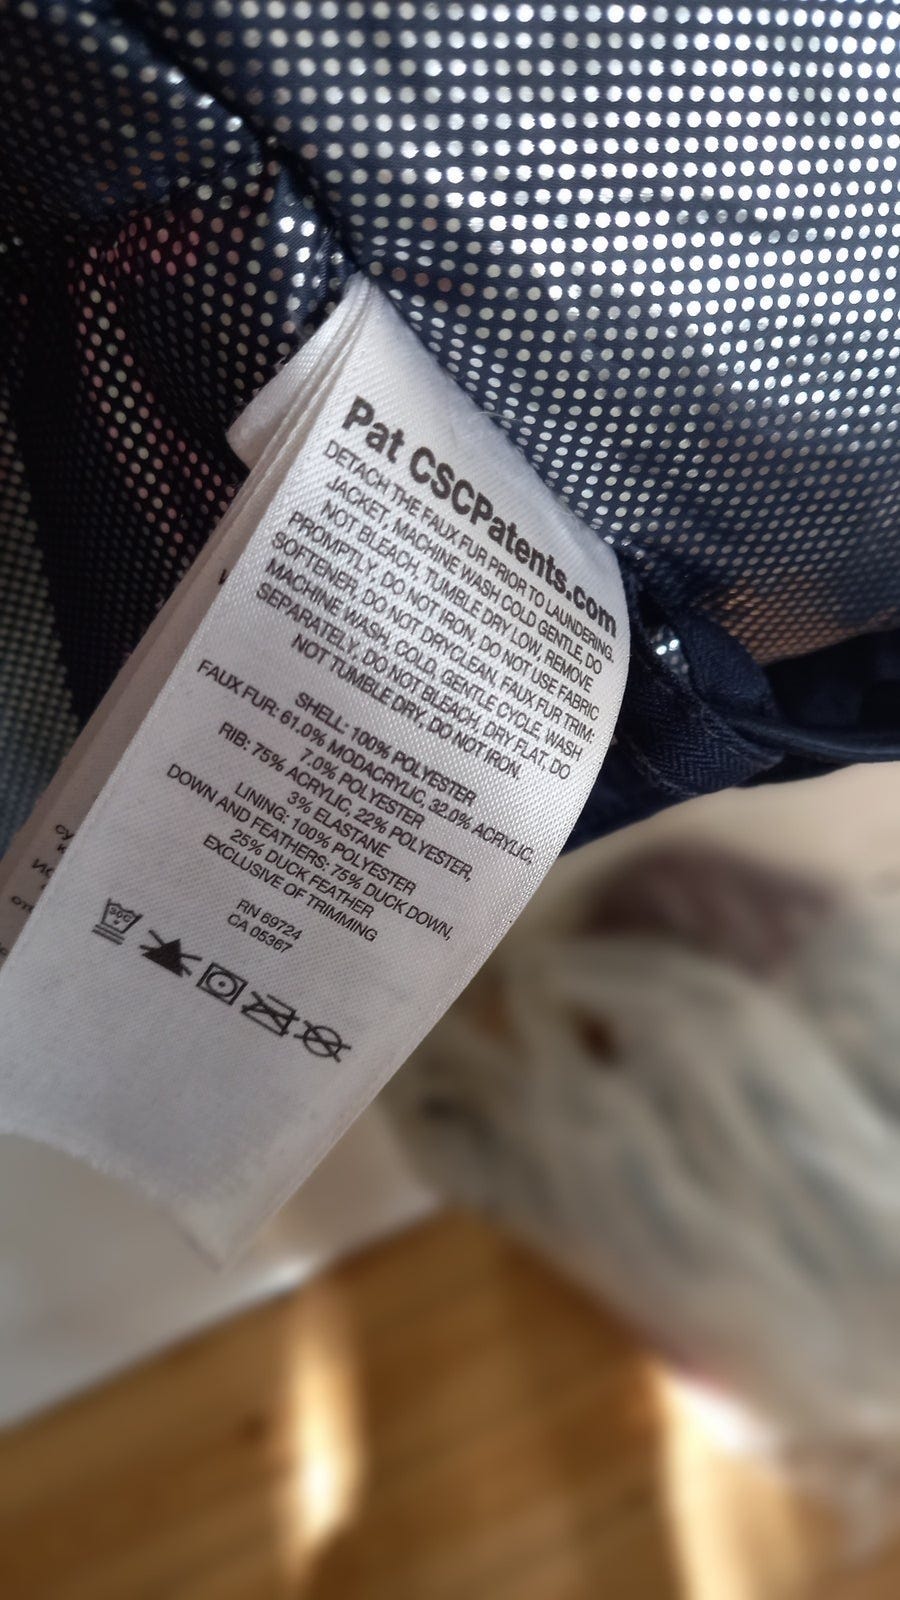 Pat CSCPatents.com
DETACH THE FAUX FUR PRIOR TO LAUNDERING.
JACKET, MACHINE WASH COLD GENTLE, DO
NOT BLEACH, TUMBLE DRY LOW, REMOVE
PROMPTLY, DO NOT IRON, DO NOT USE FABRIC
SOFTENER, DO NOT DRYCLEAN, FAUX FUR TRIM:
MACHINE WASH, COLD, GENTLE CYCLE, WASH
SEPARATELY, DO NOT BLEACH, DRY FLAT, DO
NOT TUMBLE DRY, DO NOT IRON.
SHELL: 100% POLYESTER
FAUX FUR: 61.0% MODACRYLIC, 32.0% ACRYLIC,
7.0% POLYESTER
RIB: 75% ACRYLIC, 22% POLYESTER,
3% ELASTANE
LINING: 100% POLYESTER
DOWN AND FEATHERS: 75% DUCK DOWN,
25% DUCK FEATHER
EXCLUSIVE OF TRIMMING
RN 69724
CA 05367